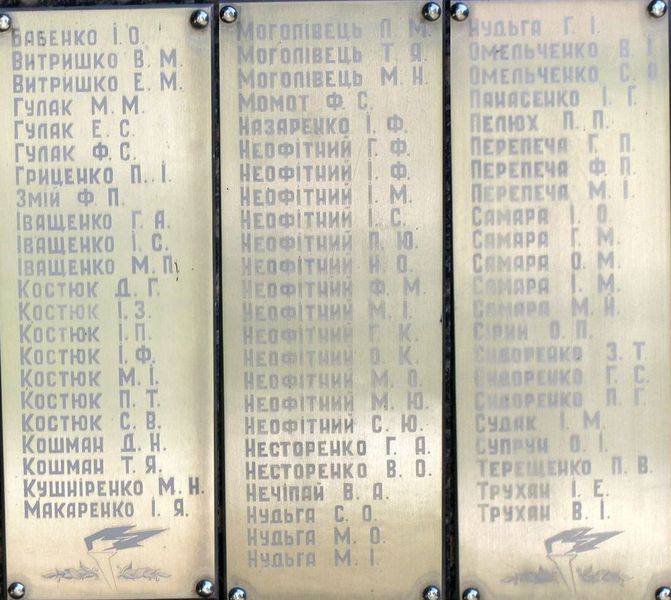 Бабенко І. О.
Витришко В. М.
Витришко Е. М.
Гулак М. М.
Гулак Е. С.
Гулак Ф. С.
Гриценко П. І.
Змій Ф. П.
Іващенко Г. А.
Іващенко І. С.
Іващенко М. П.
Костюк Д. Г.
Костюк І. З.
Костюк І. П.
Костюк І. Ф.
Костюк М. І.
Костюк П. Т.
Костюк С. В.
Кошман Д. Н.
Кошман Т. Я.
Кушніренко М. Н.
Макаренко І. Я.
Моголівець Л. М.
Моголівець Т. Я.
Моголівець М. Н.
Момот Ф. С.
Назаренко І. Ф.
Неофітний Г. Ф.
Неофітний І. Ф.
Неофітний І. М.
Неофітний І. С.
Неофітний П. Ю.
Неофітний Н. О.
Неофітний Ф. М.
Неофітний М. І.
Неофітний Г. К.
Неофітний О. К.
Неофітний М. О.
Неофітний М. Ю.
Неофітний С. Ю.
Несторенко Г. А.
Несторенко В. О.
Нечіпай В. А.
Нудьга С. О.
Нудьга М. О.
Нудьга М. І.
Нудьга Г. І.
Омельченко В. І.
Омельченко С. О.
Панасенко І. Г.
Пелюх П. П.
Перепеча Г. П.
Перепеча Ф. П.
Перепеча М. І.
Самара І. О.
Самара Г. М.
Самара О. М.
Самара І. М.
Самара М. Н.
Сірий О. П.
Сидоренко З. Т.
Сидоренко Г. С.
Сидоренко П. Г.
Судак І. М.
Супрун О. І.
Терещенко П. В.
Трухан І. Е.
Трухан В. І.